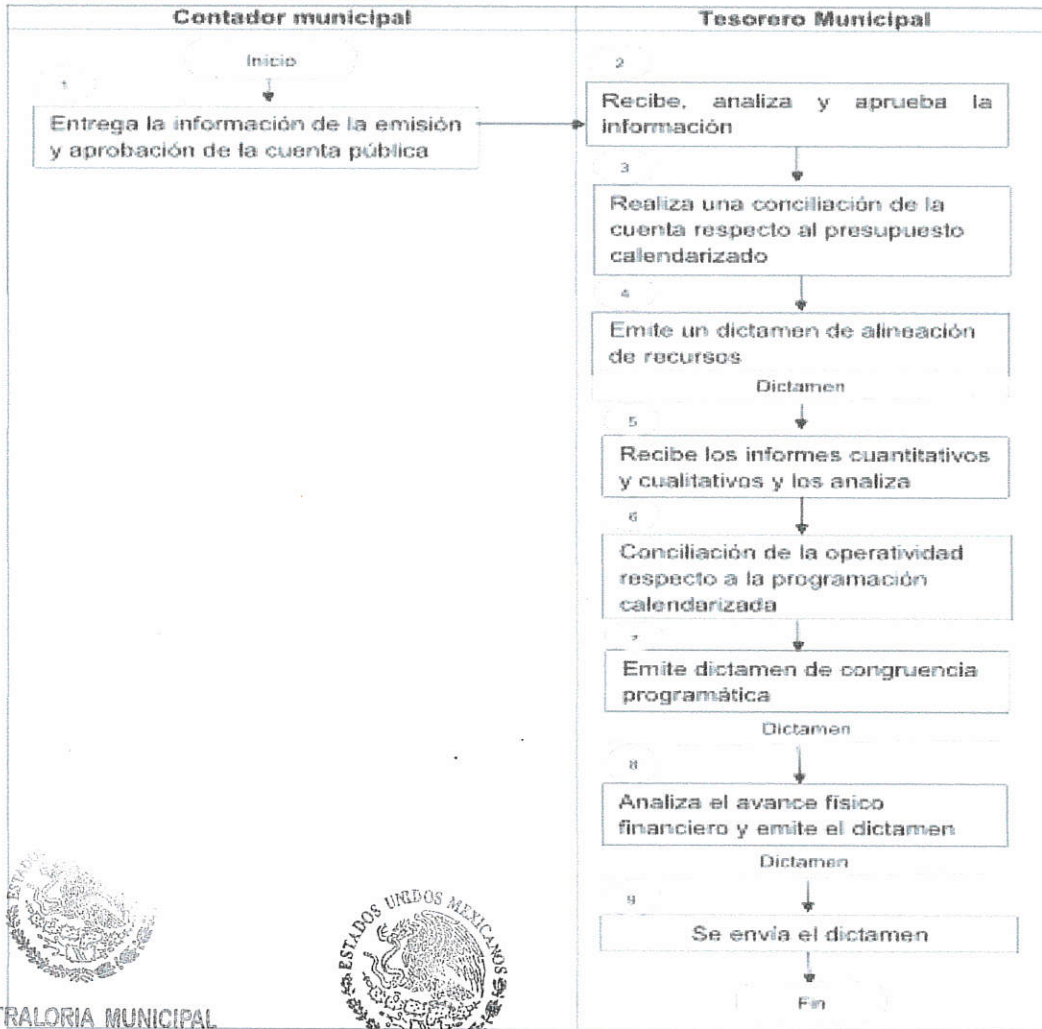 Contador municipal
Tesorero Municipal
Inicio
1
Entrega la información de la emisión
y aprobación de la cuenta pública
2
Recibe, analiza y aprueba la
información
3
Realiza una conciliación de la
cuenta respecto al presupuesto
calendarizado
4
Emite un dictamen de alineación
de recursos
Dictamen
5
Recibe los informes cuantitativos
y cualitativos y los analiza
6
Conciliación de la operatividad
respecto a la programación
calendarizada
7
Emite dictamen de congruencia
programática
Dictamen
8
Analiza el avance físico
financiero y emite el dictamen
Dictamen
9
Se envía el dictamen
Fin
ESTADOS UNIDOS MEXICANOS
TRALORIA MUNICIPAL